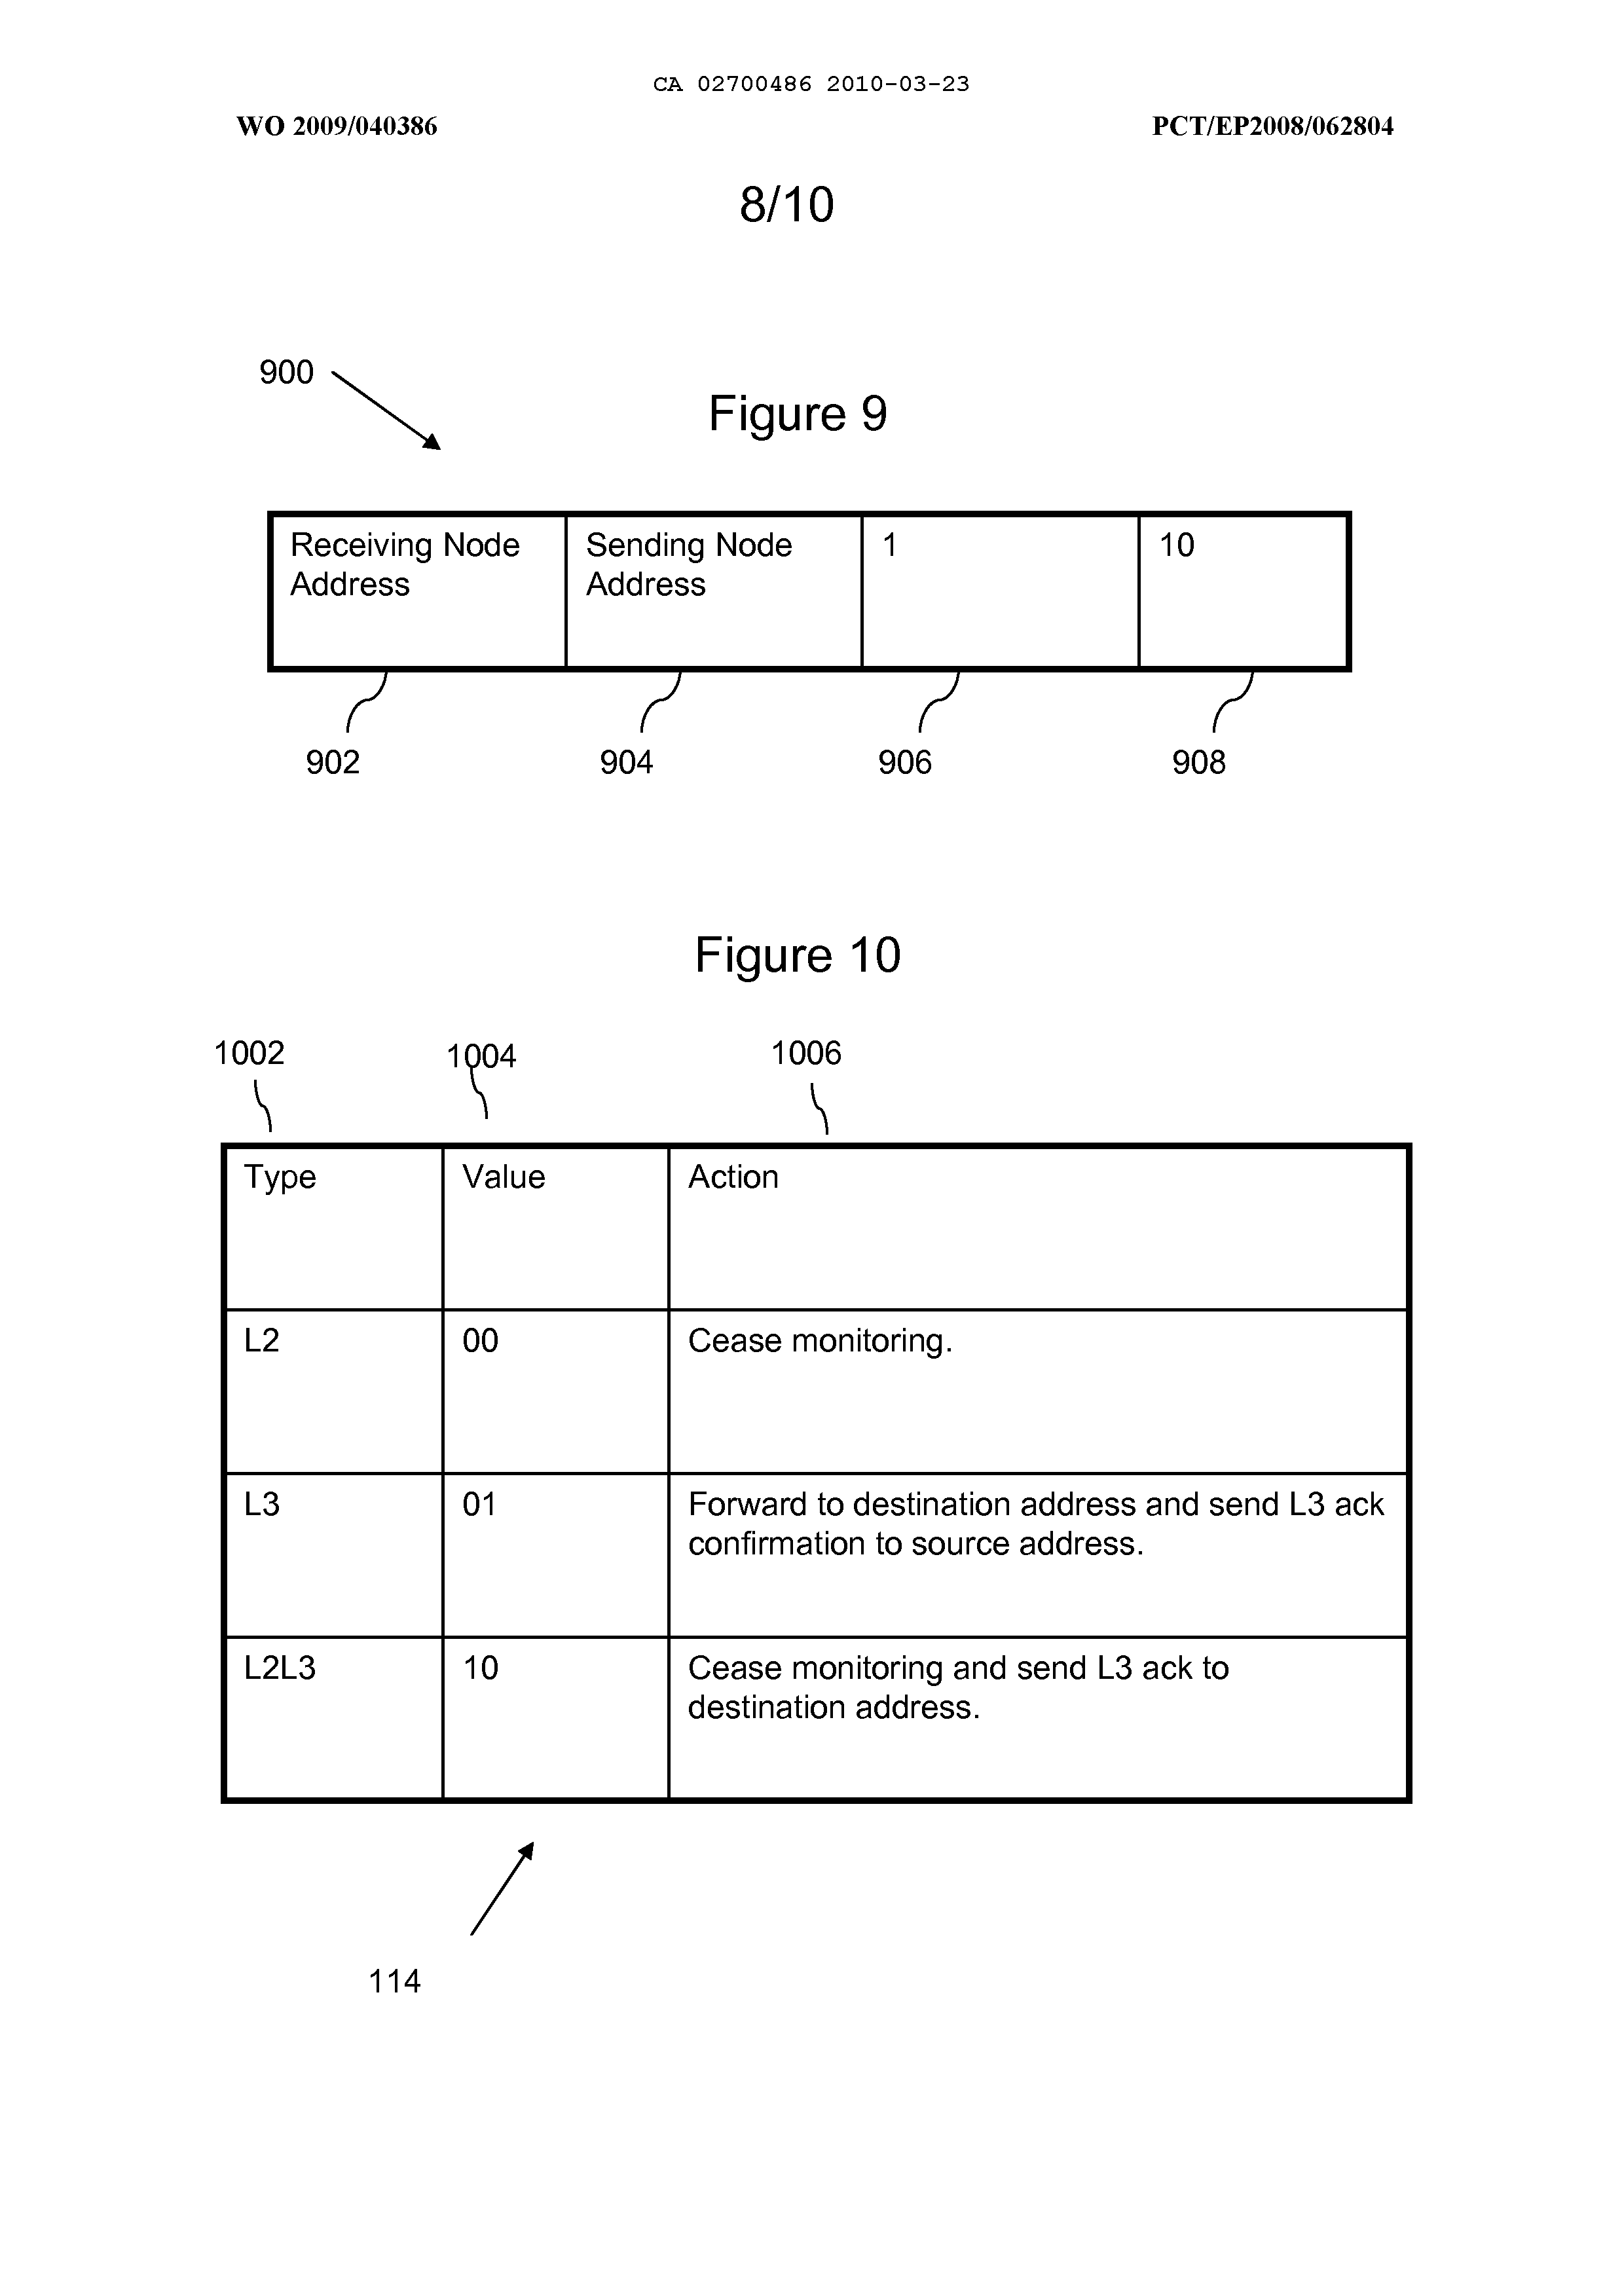 CA 02700486 2010-03-23
WO 2009/040386 PCT/EP2008/062804
8/10
900
Figure 9
Receiving Node Address Sending Node Address 1 10
902 904 906 908
Figure 10
1002 1004 1006
Type Value Action
L2 00 Cease monitoring.
L3 01 Forward to destination address and send L3 ack
confirmation to source address.
L2L3 10 Cease monitoring and send L3 ack to
destination address.
114